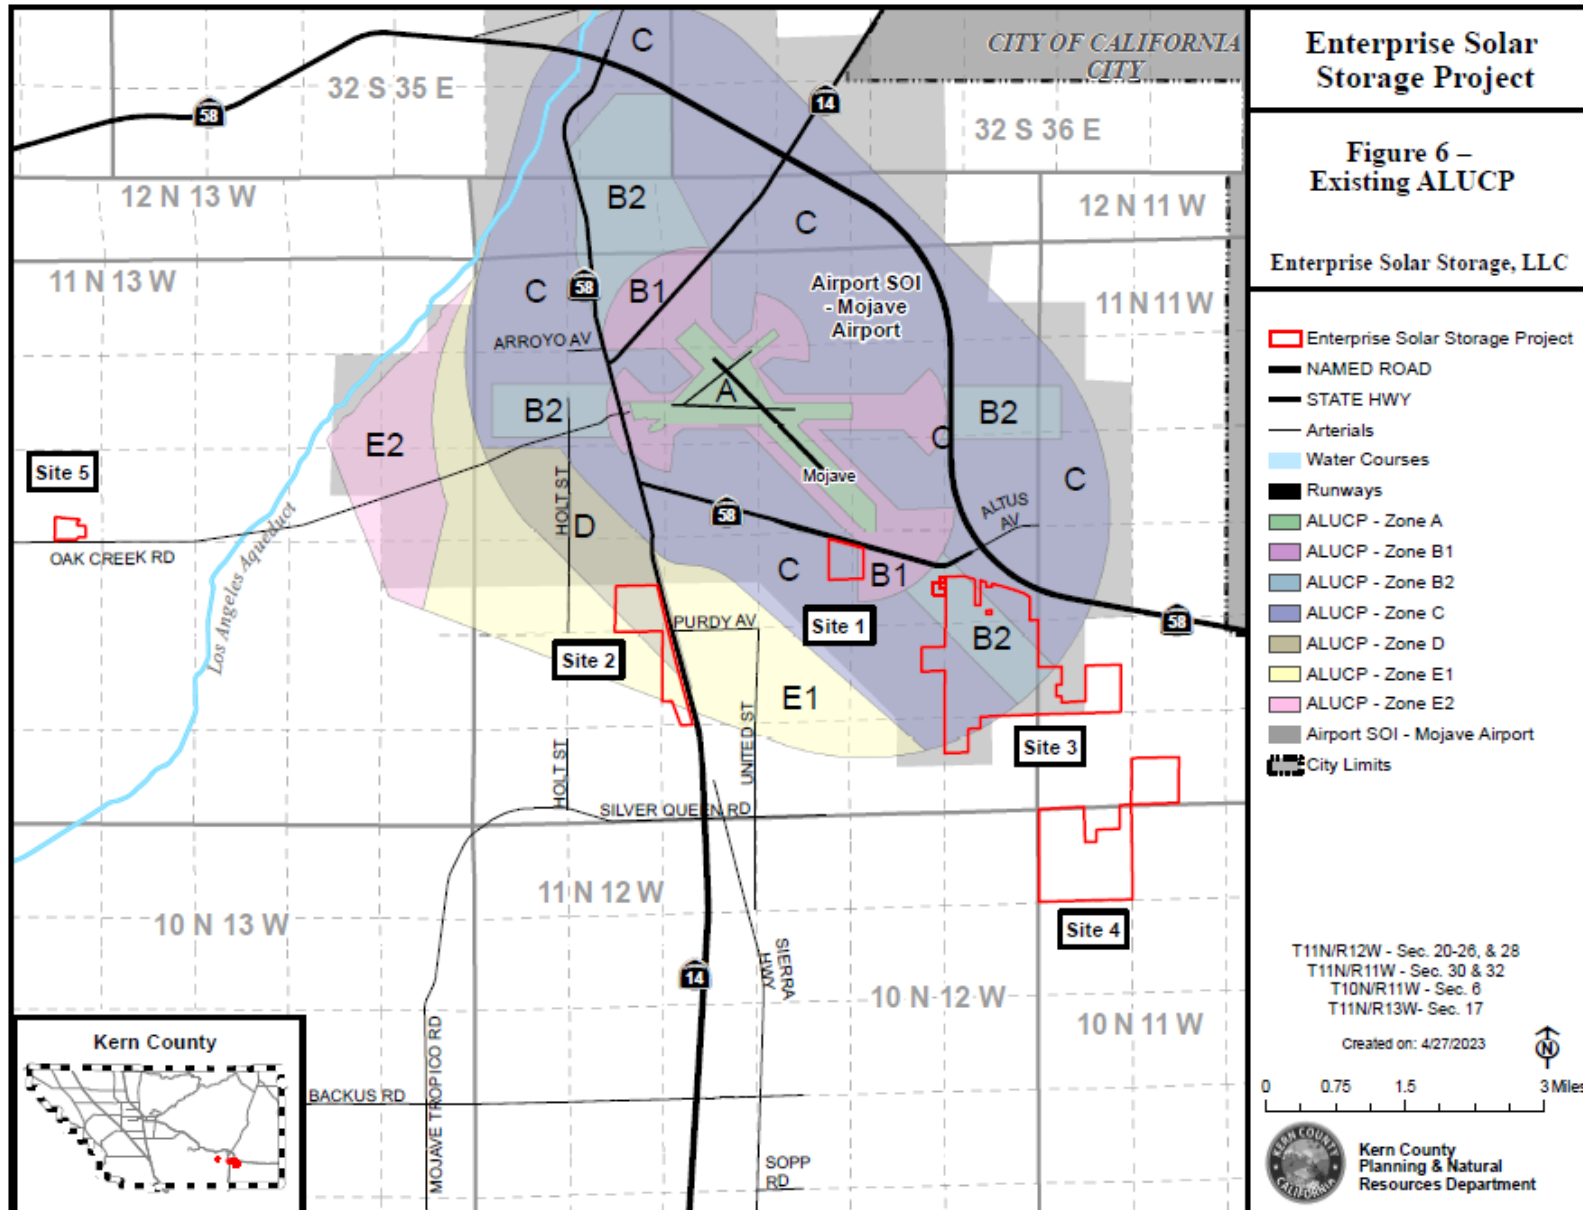 Enterprise Solar
Storage Project
Figure 6 –
Existing ALUCP
Enterprise Solar Storage, LLC
Enterprise Solar Storage Project
NAMED ROAD
STATE HWY
Arterials
Water Courses
Runways
ALUCP - Zone A
ALUCP - Zone B1
ALUCP - Zone B2
ALUCP - Zone C
ALUCP - Zone D
ALUCP - Zone E1
ALUCP - Zone E2
Airport SOI - Mojave Airport
City Limits
T11N/R12W - Sec. 20-26, & 28
T11N/R11W - Sec. 30 & 32
T10N/R11W - Sec. 6
T11N/R13W- Sec. 17
Created on: 4/27/2023
N
0 0.75 1.5 3 Miles
KERN COUNTY
CALIFORNIA
Kern County
Planning & Natural
Resources Department
C
CITY OF CALIFORNIA
CITY
32 S 35 E
58
14
32 S 36 E
12 N 13 W
B2
C
12 N 11 W
11 N 13 W
C
58
B1
Airport SOI
- Mojave
Airport
11 N 11 W
ARROYO AV
A
B2
B2
C
E2
Site 5
Mojave
C
HOLT ST
58
ALTUS
AV
D
OAK CREEK RD
Los Angeles Aqueduct
C
B1
PURDY AV
Site 1
58
B2
Site 2
E1
UNITED ST
Site 3
HOLT ST
SILVER QUEEN RD
11 N 12 W
10 N 13 W
Site 4
SIERRA
HWY
14
10 N 12 W
10 N 11 W
MOJAVE TROPICO RD
Kern County
BACKUS RD
SOPP
RD